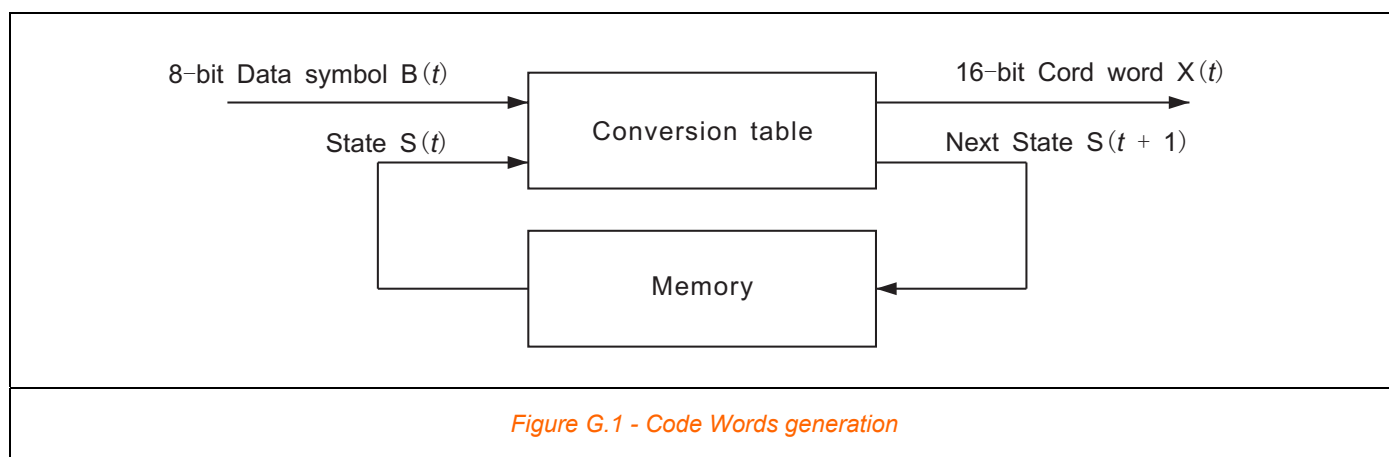 8-bit Data symbol B(t)
16-bit Cord word X(t)
Conversion table
State S(t)
Next State S(t + 1)
Memory
Figure G.1 - Code Words generation